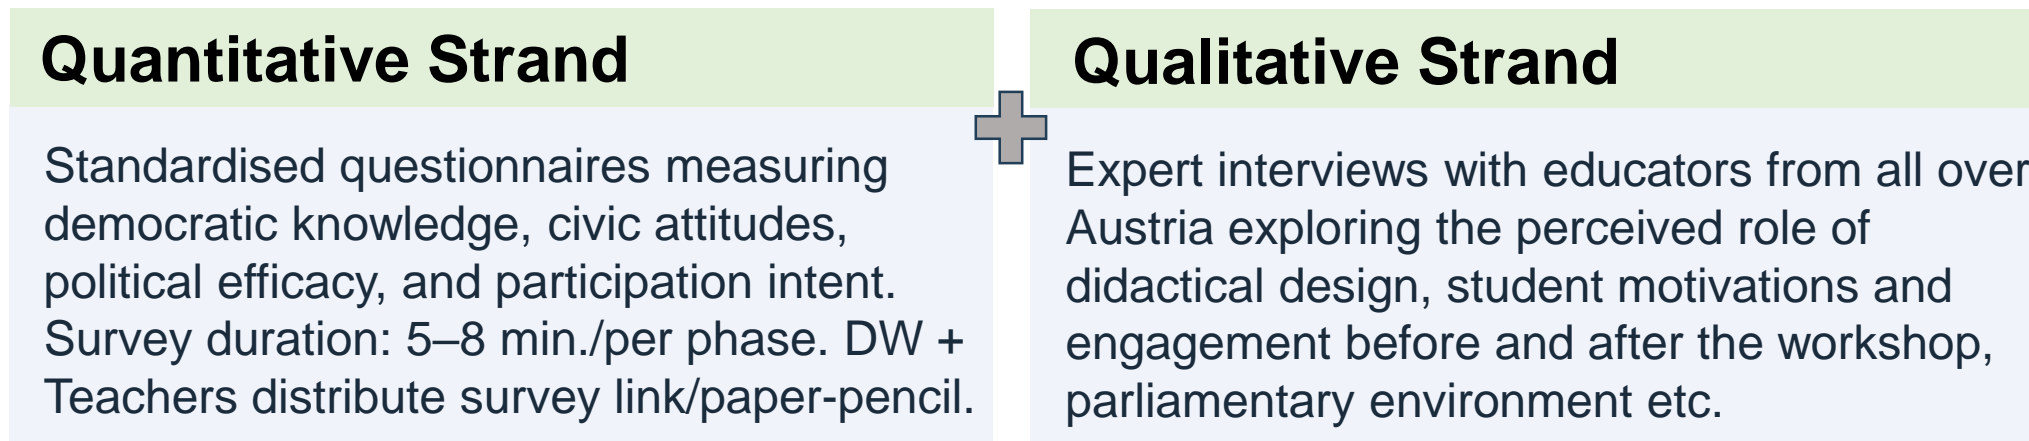 Quantitative Strand
Standardised questionnaires measuring
democratic knowledge, civic attitudes,
political efficacy, and participation intent.
Survey duration: 5–8 min./per phase. DW +
Teachers distribute survey link/paper-pencil.
Qualitative Strand
Expert interviews with educators from all over
Austria exploring the perceived role of
didactical design, student motivations and
engagement before and after the workshop,
parliamentary environment etc.